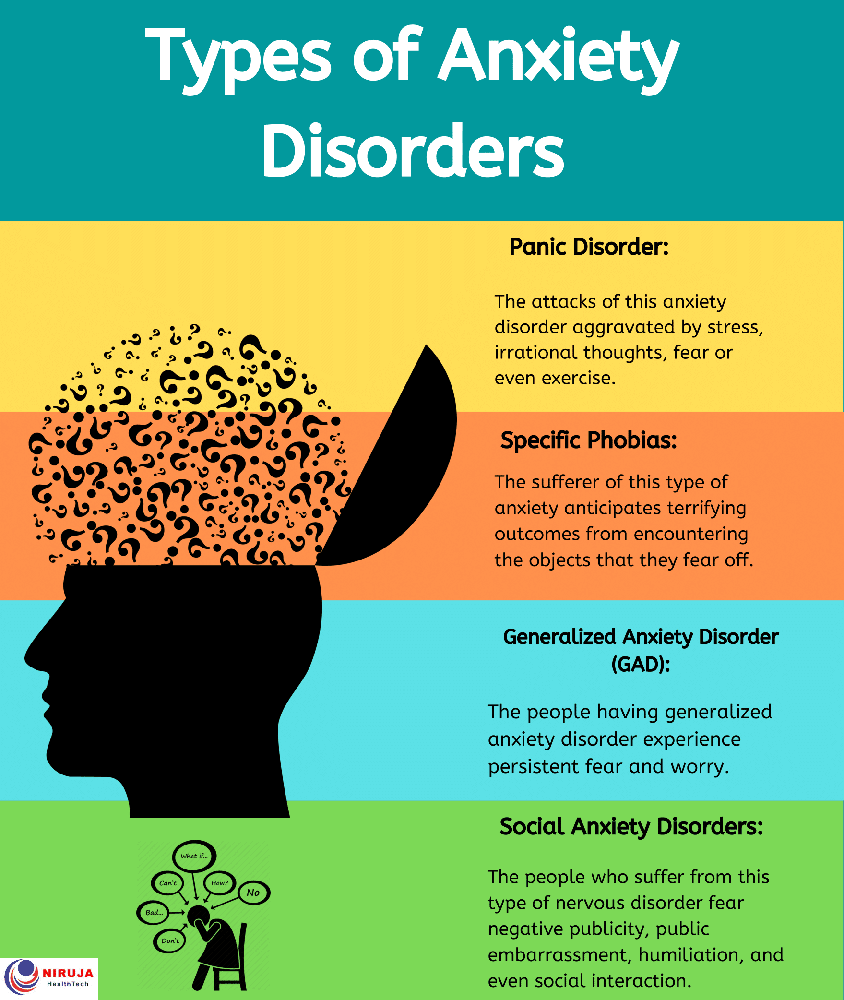 Types of Anxiety
Disorders
Panic Disorder:
The attacks of this anxiety
disorder aggravated by stress,
irrational thoughts, fear or
even exercise.
Specific Phobias:
The sufferer of this type of
anxiety anticipates terrifying
outcomes from encountering
the objects that they fear off.
Generalized Anxiety Disorder
(GAD):
The people having generalized
anxiety disorder experience
persistent fear and worry.
Social Anxiety Disorders:
The people who suffer from this
type of nervous disorder fear
negative publicity, public
embarrassment, humiliation, and
even social interaction.
What if...
Can't
How?
No
Bad...
Don't
NIRUJA
HealthTech